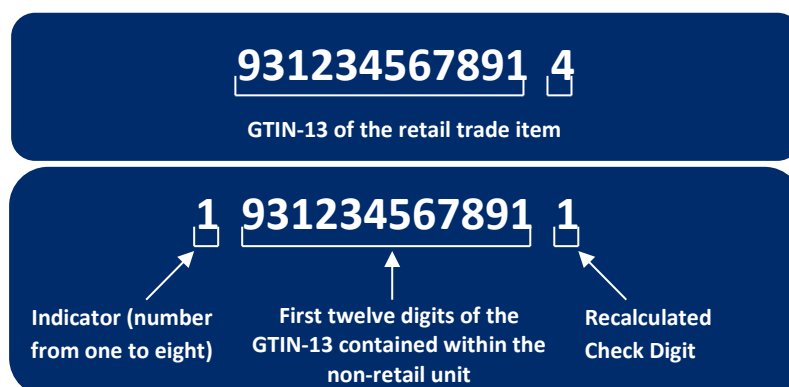 931234567891 4
GTIN-13 of the retail trade item
1 931234567891 1
Indicator (number
from one to eight)
First twelve digits of the
GTIN-13 contained within the
non-retail unit
Recalculated
Check Digit